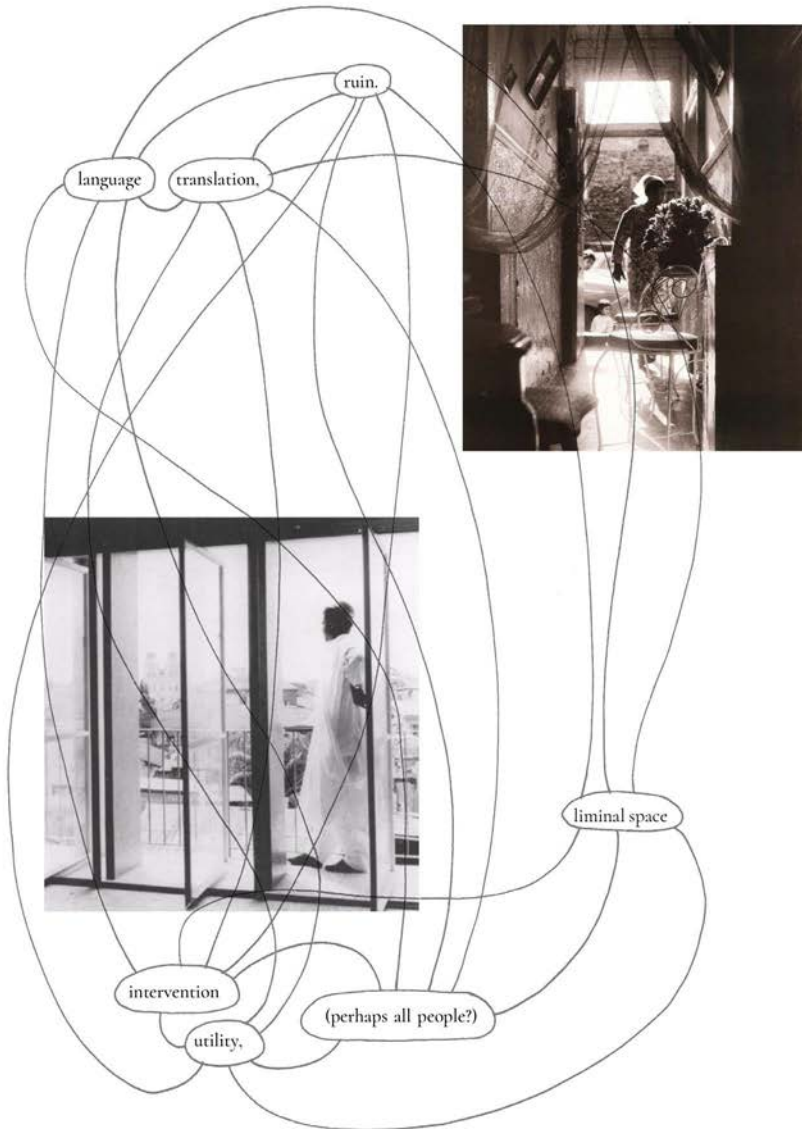 ruin.
language
translation,
liminal space
intervention
(perhaps all people?)
utility,